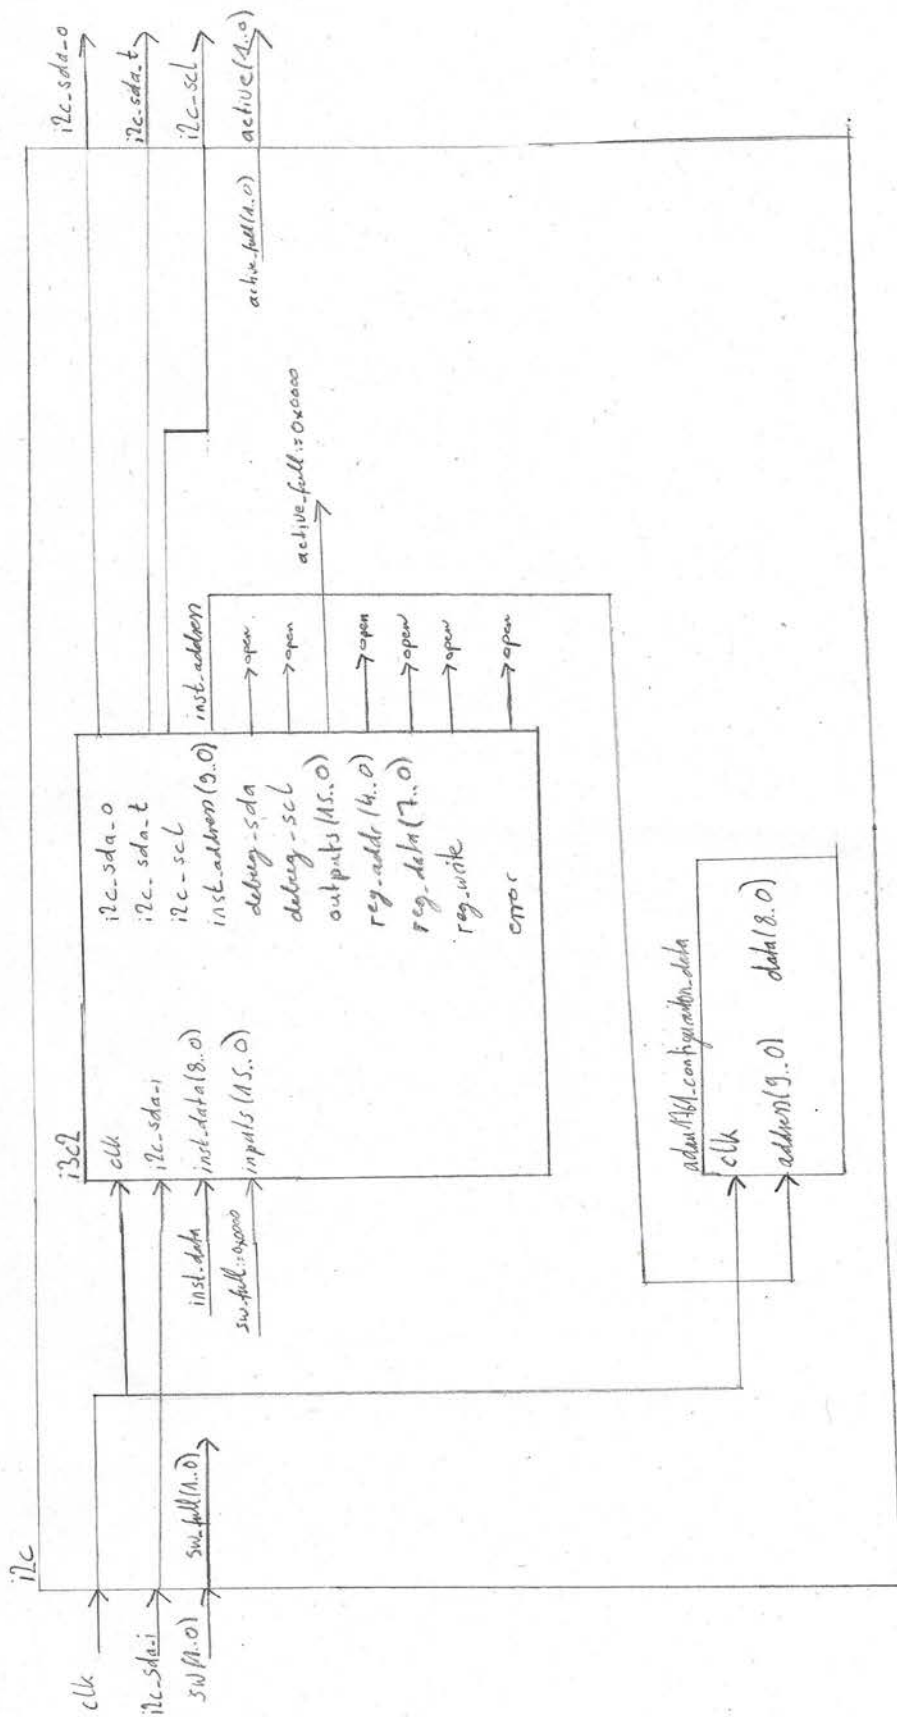 i2c
clk
i2c_sda_i
sw(1..0)
sw_full(1..0)
i3c2
clk
i2c_sda_i
inst_data(8..0)
inputs(15..0)
inst_data
sw_full:=0x0000
i2c_sda_o
i2c_sda_t
i2c_scl
inst_address(9..0)
debug_sda
debug_scl
outputs(15..0)
reg_addr(4..0)
reg_data(7..0)
reg_write
error
inst_address
open
open
active_full:=0x0000
open
open
open
open
active_full(1..0)
i2c_sda_o
i2c_sda_t
i2c_scl
active(1..0)
adau1761_configuration_data
clk
address(9..0)
data(8..0)